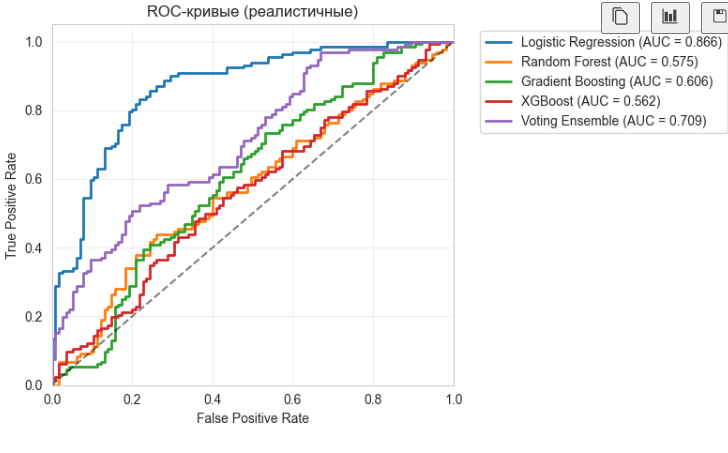 ROC-кривые (реалистичные)
Logistic Regression (AUC = 0.866)
Random Forest (AUC = 0.575)
Gradient Boosting (AUC = 0.606)
XGBoost (AUC = 0.562)
Voting Ensemble (AUC = 0.709)
True Positive Rate
1.0
0.8
0.6
0.4
0.2
0.0
0.0 0.2 0.4 0.6 0.8 1.0
False Positive Rate